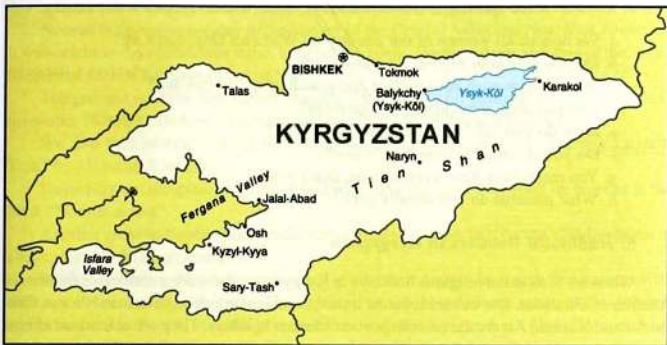 BISHKEK
Tokmok
Talas
Balykchy
(Ysyk-Köl)
Ysyk-Köl
Karakol
KYRGYZSTAN
Naryn
Tien Shan
Fergana Valley
Jalal-Abad
Osh
Kyzyl-Kyya
Isfara
Valley
Sary-Tash